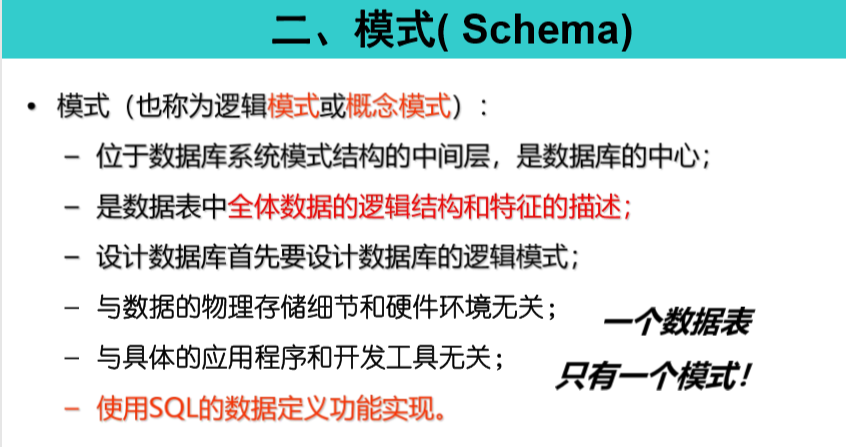 二、模式( Schema)
• 模式（也称为逻辑模式或概念模式）：
– 位于数据库系统模式结构的中间层，是数据库的中心；
– 是数据表中全体数据的逻辑结构和特征的描述；
– 设计数据库首先要设计数据库的逻辑模式；
– 与数据的物理存储细节和硬件环境无关；
– 与具体的应用程序和开发工具无关；
– 使用SQL的数据定义功能实现。
一个数据表
只有一个模式！